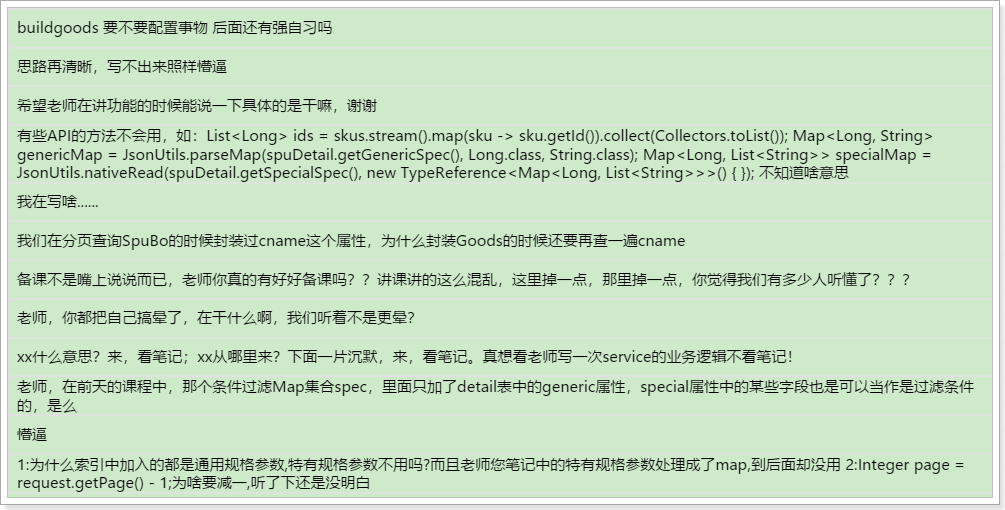 buildgoods 要不要配置事物 后面还有强自习吗
思路再清晰，写不出来照样懵逼
希望老师在讲功能的时候能说一下具体的是干嘛，谢谢
有些API的方法不会用，如：List<Long> ids = skus.stream().map(sku -> sku.getId()).collect(Collectors.toList()); Map<Long, String>
genericMap = JsonUtils.parseMap(spuDetail.getGenericSpec(), Long.class, String.class); Map<Long, List<String>> specialMap =
JsonUtils.nativeRead(spuDetail.getSpecialSpec(), new TypeReference<Map<Long, List<String>>>() { }); 不知道啥意思
我在写啥......
我们在分页查询SpuBo的时候封装过cname这个属性，为什么封装Goods的时候还要再查一遍cname
备课不是嘴上说说而已，老师你真的有好好备课吗？？讲课讲的这么混乱，这里掉一点，那里掉一点，你觉得我们有多少人听懂了？？？
老师，你都把自己搞晕了，在干什么啊，我们听着不是更晕？
xx什么意思？来，看笔记；xx从哪里来？下面一片沉默，来，看笔记。真想看老师写一次service的业务逻辑不看笔记！
老师，在前天的课程中，那个条件过滤Map集合spec，里面只加了detail表中的generic属性，special属性中的某些字段也是可以当作是过滤条件
的，是么
懵逼
1:为什么索引中加入的都是通用规格参数,特有规格参数不用吗?而且老师您笔记中的特有规格参数处理成了map,到后面却没用 2:Integer page =
request.getPage() - 1;为啥要减一,听了下还是没明白